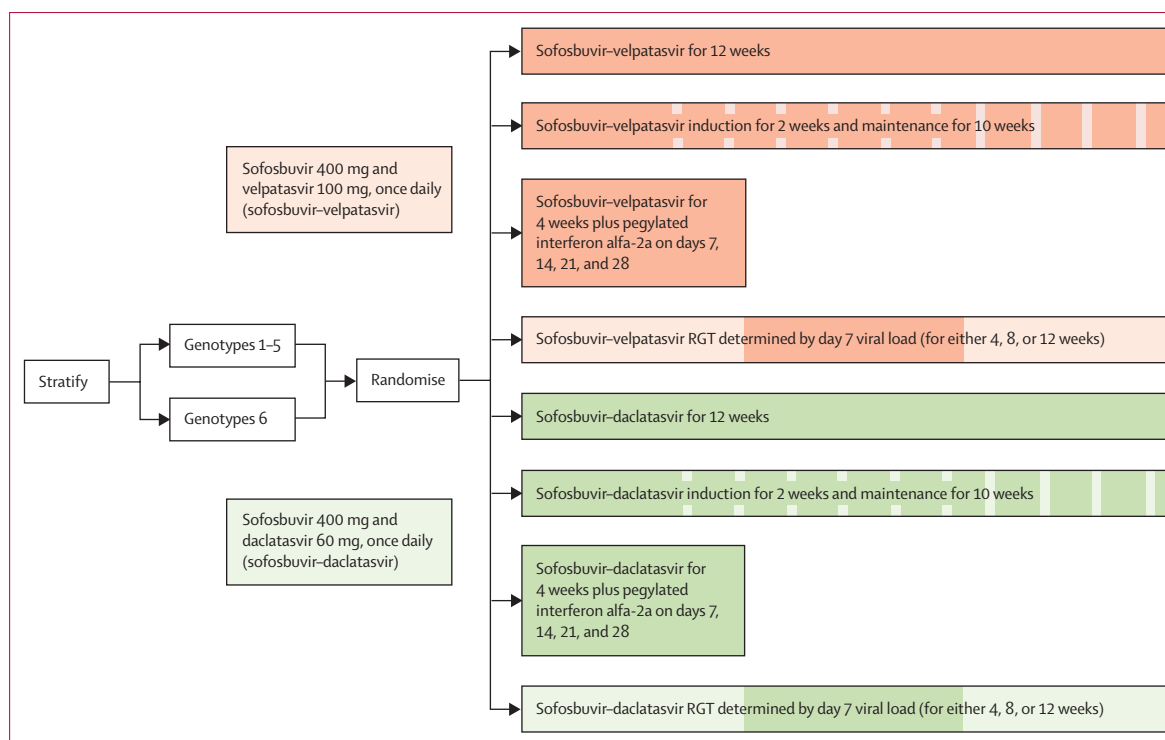 Stratify
Genotypes 1–5
Genotypes 6
Randomise
Sofosbuvir 400 mg and
velpatasvir 100 mg, once daily
(sofosbuvir–velpatasvir)
Sofosbuvir 400 mg and
daclatasvir 60 mg, once daily
(sofosbuvir–daclatasvir)
Sofosbuvir–velpatasvir for 12 weeks
Sofosbuvir–velpatasvir induction for 2 weeks and maintenance for 10 weeks
Sofosbuvir–velpatasvir for
4 weeks plus pegylated
interferon alfa-2a on days 7,
14, 21, and 28
Sofosbuvir–velpatasvir RGT determined by day 7 viral load (for either 4, 8, or 12 weeks)
Sofosbuvir–daclatasvir for 12 weeks
Sofosbuvir–daclatasvir induction for 2 weeks and maintenance for 10 weeks
Sofosbuvir–daclatasvir for
4 weeks plus pegylated
interferon alfa-2a on days 7,
14, 21, and 28
Sofosbuvir–daclatasvir RGT determined by day 7 viral load (for either 4, 8, or 12 weeks)